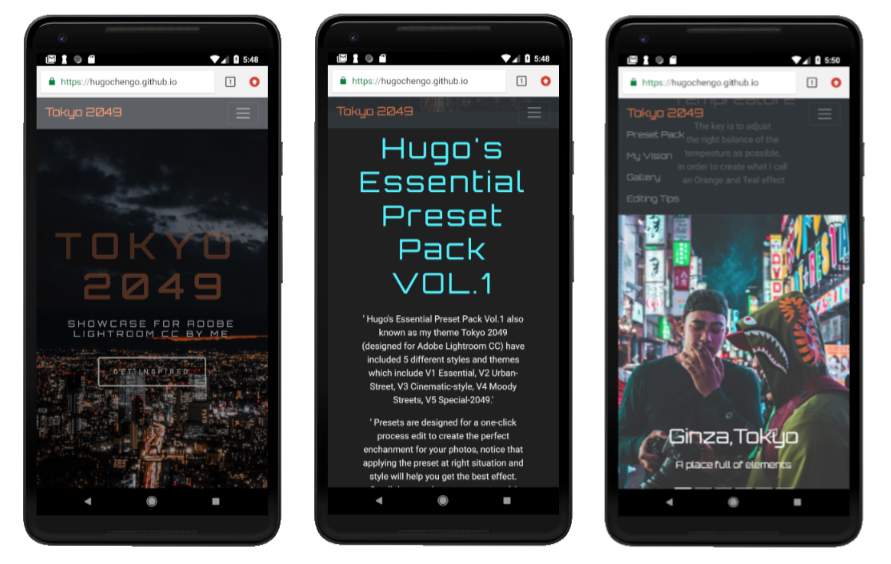 5:48
https://hugochengo.github.io
1
Tokyo 2049
TOKYO
2049
SHOWCASE FOR ADOBE
LIGHTROOM CC BY ME
GET INSPIRED
5:48
https://hugochengo.github.io
1
Tokyo 2049
Hugo's
Essential
Preset
Pack
VOL.1
' Hugo's Essential Preset Pack Vol.1 also
known as my theme Tokyo 2049
(designed for Adobe Lightroom CC) have
included 5 different styles and themes
which include V1 Essential, V2 Urban-
Street, V3 Cinematic-style, V4 Moody
Streets, V5 Special-2049.'
' Presets are designed for a one-click
process edit to create the perfect
enchanment for your photos, notice that
applying the preset at right situation and
style will help you get the best effect.
5:50
https://hugochengo.github.io
1
Tempreature
Tokyo 2049
The key is to adjust
Preset Pack
the right balance of the
My Vision
tempeature as possible,
in order to create what I call
Gallery
an Orange and Teal effect
Editing Tips
DVD
Ginza,Tokyo
A place full of elements